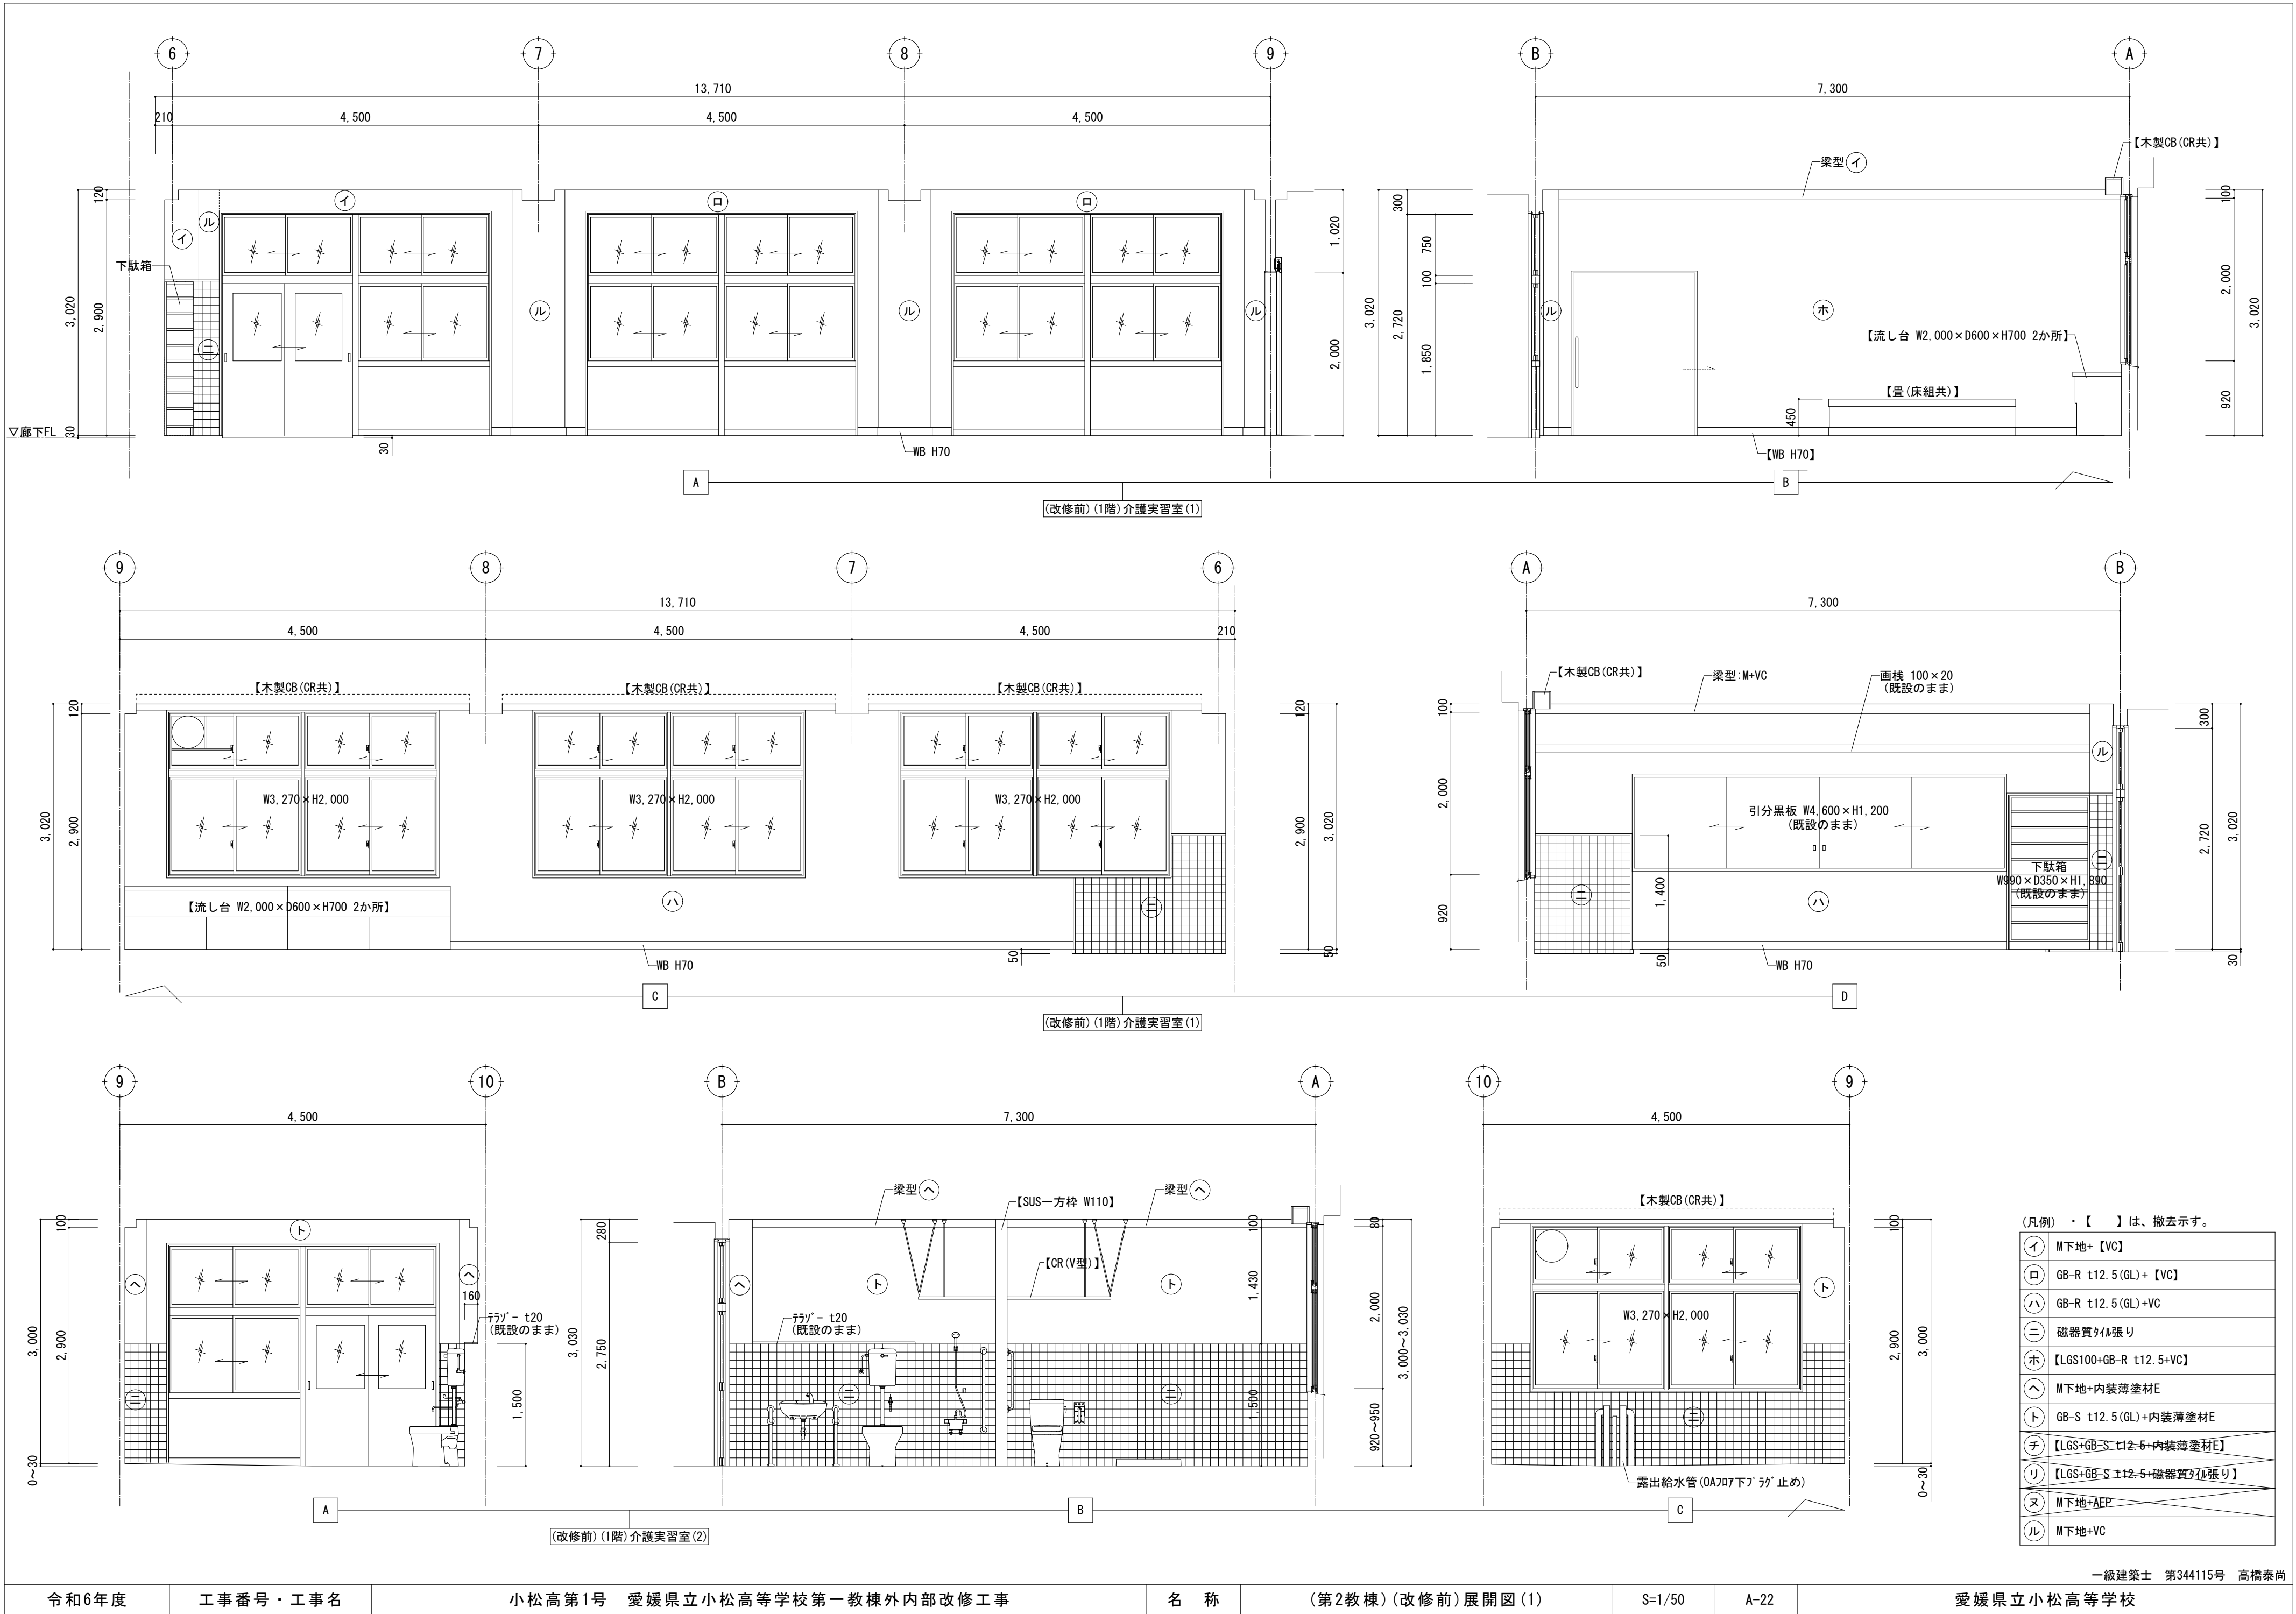 6 7 8 9
13,710
210 4,500 4,500 4,500
B A
7,300
【木製CB(CR共)】
梁型 イ
イ ロ ロ
イ ル
下駄箱
ル ル ル
ニ
3,020 2,900 120 30
▽廊下FL
30
WB H70
1,020
2,000
3,020
300
2,720
750
100
1,850
ル ホ
【流し台 W2,000×D600×H700 2か所】
【畳(床組共)】
450
【WB H70】
100
2,000
920
3,020
A B
(改修前)(1階)介護実習室(1)
9 8 7 6
13,710
4,500 4,500 4,500 210
A B
7,300
【木製CB(CR共)】 【木製CB(CR共)】 【木製CB(CR共)】
W3,270×H2,000 W3,270×H2,000 W3,270×H2,000
3,020 2,900 120
【流し台 W2,000×D600×H700 2か所】
ハ ニ
WB H70
50
120
2,900 3,020
50
【木製CB(CR共)】
梁型:M+VC
画桟 100×20
(既設のまま)
100
2,000
920
ル
引分黒板 W4,600×H1,200
(既設のまま)
下駄箱
W990×D350×H1,890
(既設のまま)
ニ ハ ニ
1,400
50
WB H70
300
2,720
3,020
30
C D
(改修前)(1階)介護実習室(1)
9 10
4,500
B A
7,300
10 9
4,500
ト
ヘ ヘ
160
テラゾー t20
(既設のまま)
ニ
3,000 2,900 100
0~30
1,500
3,030
280
2,750
梁型 ヘ
【SUS一方枠 W110】
梁型 ヘ
【CR(V型)】
ヘ ト ト
テラゾー t20
(既設のまま)
ニ ニ
100
1,430
1,500
80
2,000
920~950
3,000~3,030
【木製CB(CR共)】
W3,270×H2,000
ト
ニ
露出給水管(OAフロア下プラグ止め)
100
2,900
3,000
0~30
A B C
(改修前)(1階)介護実習室(2)
(凡例) ・【　】は、撤去示す。
イ M下地+【VC】
ロ GB-R t12.5(GL)+【VC】
ハ GB-R t12.5(GL)+VC
ニ 磁器質タイル張り
ホ 【LGS100+GB-R t12.5+VC】
ヘ M下地+内装薄塗材E
ト GB-S t12.5(GL)+内装薄塗材E
チ 【LGS+GB-S t12.5+内装薄塗材E】
リ 【LGS+GB-S t12.5+磁器質タイル張り】
ヌ M下地+AEP
ル M下地+VC
一級建築士 第344115号 高橋泰尚
令和6年度 工事番号・工事名 小松高第1号 愛媛県立小松高等学校第一教棟外内部改修工事 名 称 (第2教棟)(改修前)展開図(1) S=1/50 A-22 愛媛県立小松高等学校